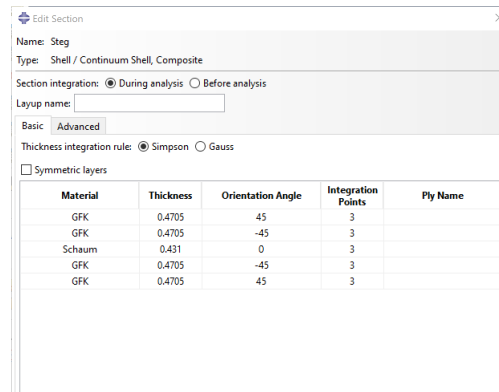 Edit Section
Name: Steg
Type: Shell / Continuum Shell, Composite
Section integration: During analysis Before analysis
Layup name:
Basic Advanced
Thickness integration rule: Simpson Gauss
Symmetric layers
Material Thickness Orientation Angle Integration Points Ply Name
GFK 0.4705 45 3
GFK 0.4705 -45 3
Schaum 0.431 0 3
GFK 0.4705 -45 3
GFK 0.4705 45 3